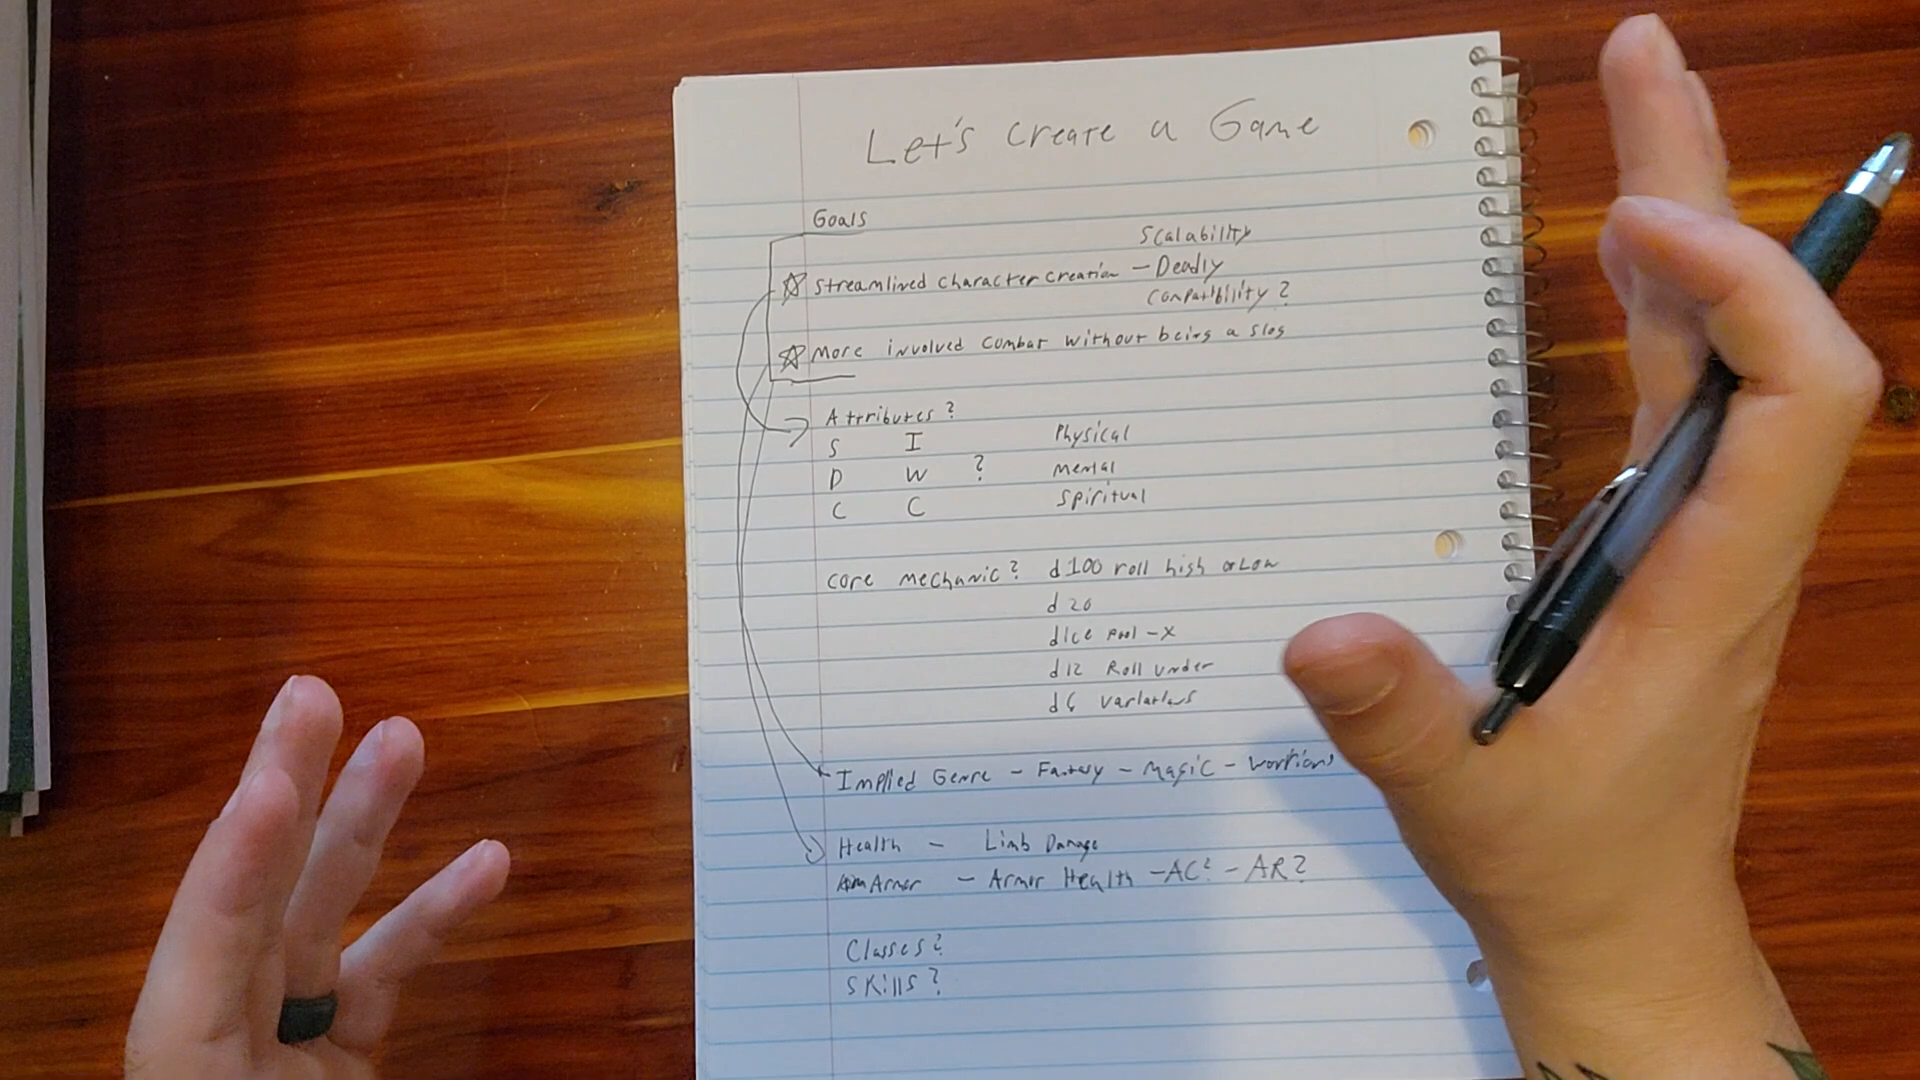 Let's create a Game
Goals
Scalability
☆ Streamlined character creation - Deadly
Compatibility?
☆ More involved combat without being a slog
Attributes?
S I Physical
D W ? Mental
C C Spiritual
Core mechanic? d100 roll high or Low
d20
dice pool - X
d12 Roll under
d6 variations
Implied Genre - Fantasy - Magic -
Health - Limb Damage
Armor - Armor Health - AC? - AR?
Classes?
Skills?